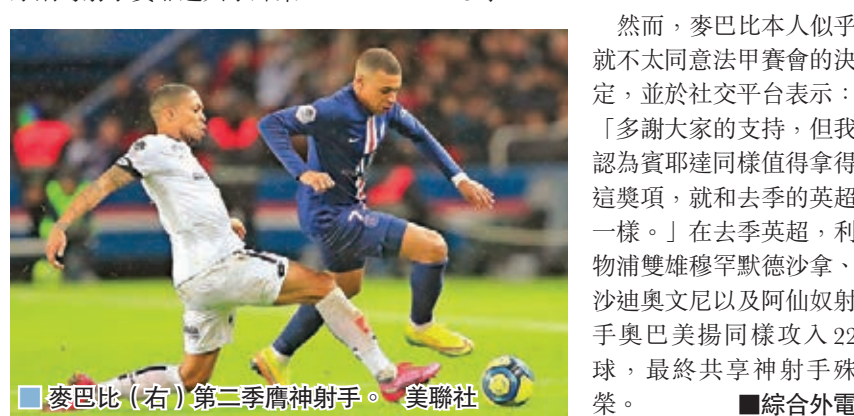 然而，麥巴比本人似乎
就不太同意法甲賽會的決
定，並於社交平台表示：
「多謝大家的支持，但我
認為賓耶達同樣值得拿得
這獎項，就和去季的英超
一樣。」在去季英超，利
物浦雙雄穆罕默德沙拿、
沙迪奧文尼以及阿仙奴射
手奧巴美揚同樣攻入22
球，最終共享神射手殊
榮。 ■綜合外電
■ 麥巴比（右）第二季膺神射手。 美聯社